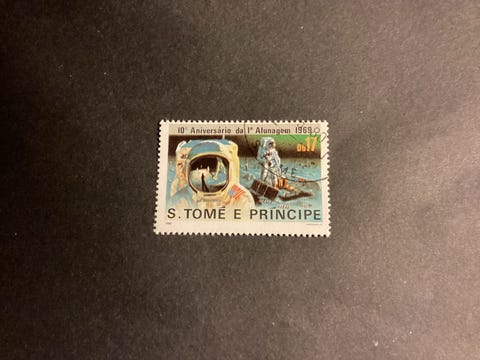 10º Aniversário da 1ª Alunagem 1969
Db17
S. TOMÉ E PRINCIPE